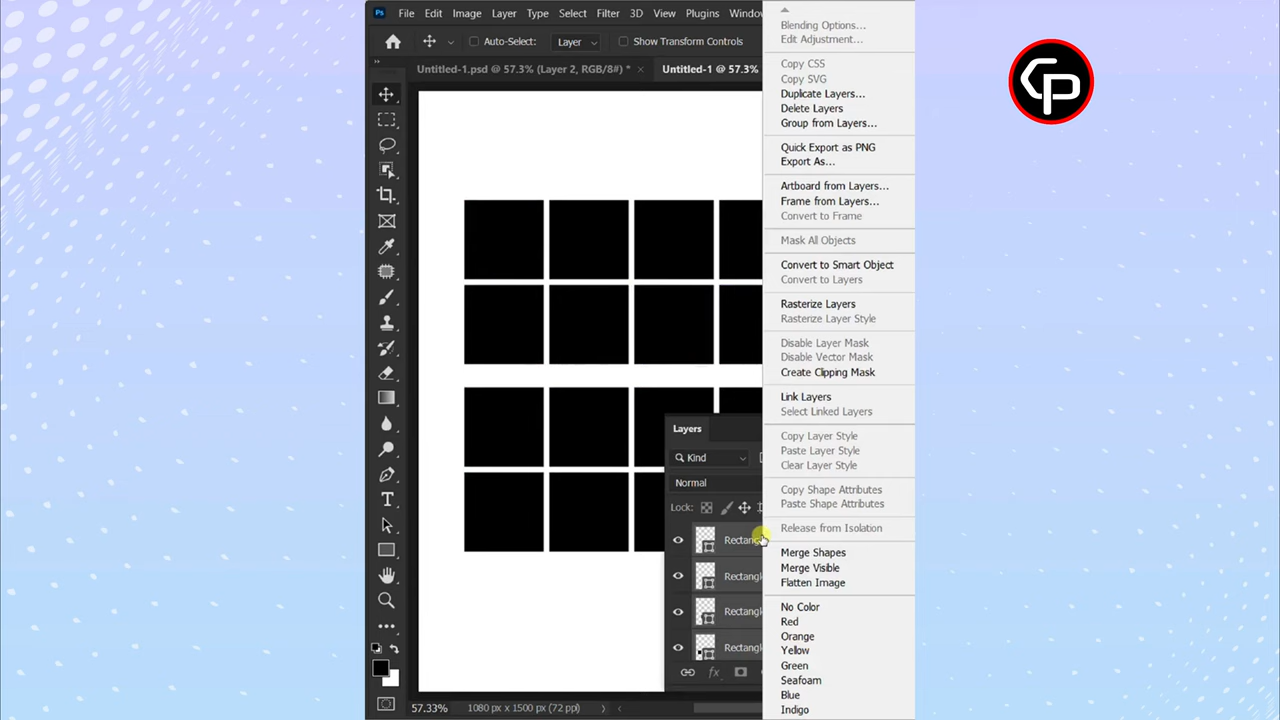 Ps File Edit Image Layer Type Select Filter 3D View Plugins Window
Auto-Select: Layer Show Transform Controls
Untitled-1.psd @ 57.3% (Layer 2, RGB/8#) * × Untitled-1 @ 57.3%
Blending Options...
Edit Adjustment...
Copy CSS
Copy SVG
Duplicate Layers...
Delete Layers
Group from Layers...
Quick Export as PNG
Export As...
Artboard from Layers...
Frame from Layers...
Convert to Frame
Mask All Objects
Convert to Smart Object
Convert to Layers
Rasterize Layers
Rasterize Layer Style
Disable Layer Mask
Disable Vector Mask
Create Clipping Mask
Link Layers
Select Linked Layers
Copy Layer Style
Paste Layer Style
Clear Layer Style
Copy Shape Attributes
Paste Shape Attributes
Release from Isolation
Merge Shapes
Merge Visible
Flatten Image
No Color
Red
Orange
Yellow
Green
Seafoam
Blue
Indigo
Layers
Kind
Normal
Lock:
Rectang
Rectangl
Rectangl
Rectangl
fx
57.33% 1080 px x 1500 px (72 ppi)